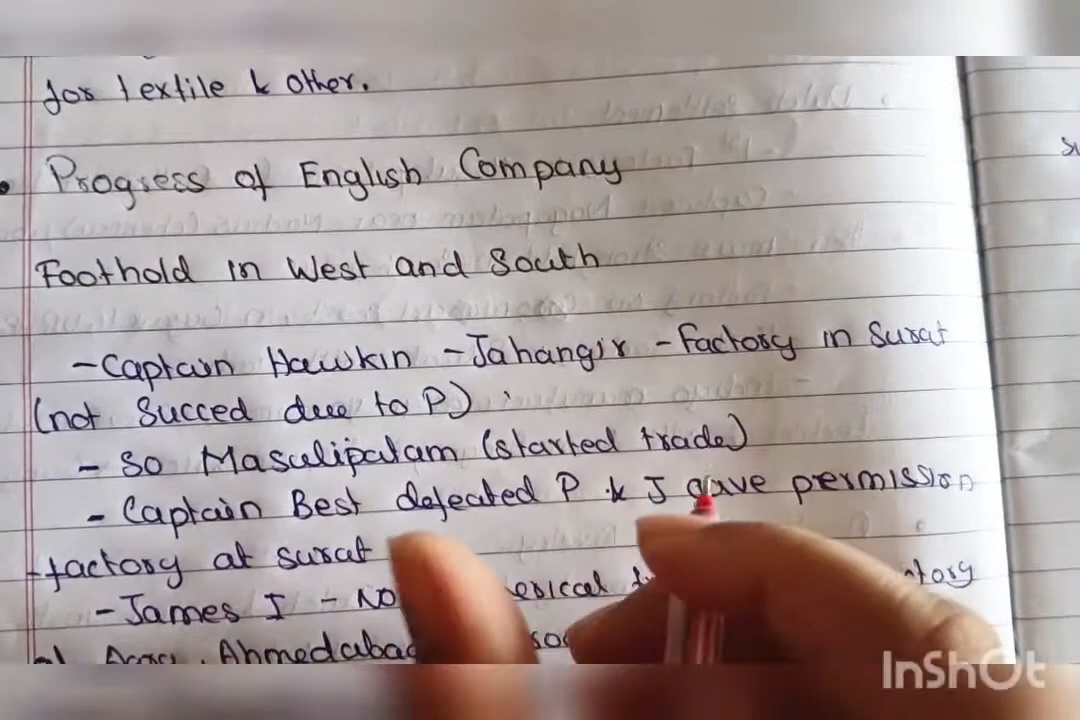 for textile & other.
Progress of English Company
Foothold in West and South
- Captain Hawkin - Jahangir - Factory in Surat
(not Succed due to P)
- So Masulipatam (started trade)
- Captain Best defeated P & J gave permission
factory at surat
- James I - No
Agra, Ahmedabad
InShOt